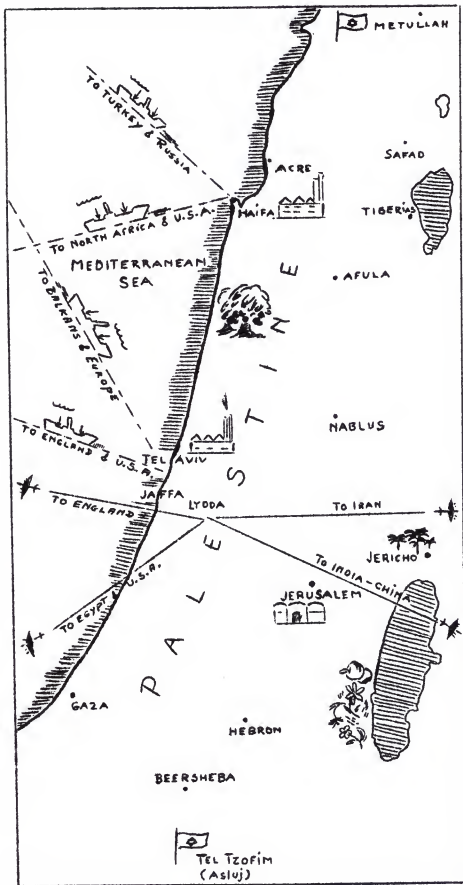 METULLAH
TO TURKEY & RUSSIA
SAFAD
ACRE
HAIFA
TIBERIUS
TO NORTH AFRICA & U.S.A.
MEDITERRANEAN
SEA
AFULA
TO BALKANS & EUROPE
PALESTINE
NABLUS
TO ENGLAND & U.S.A.
TEL AVIV
JAFFA
LYDDA
TO ENGLAND
TO IRAN
JERICHO
TO INDIA-CHINA
TO EGYPT & U.S.A.
JERUSALEM
GAZA
HEBRON
BEERSHEBA
TEL TZOFIM
(Asluj)